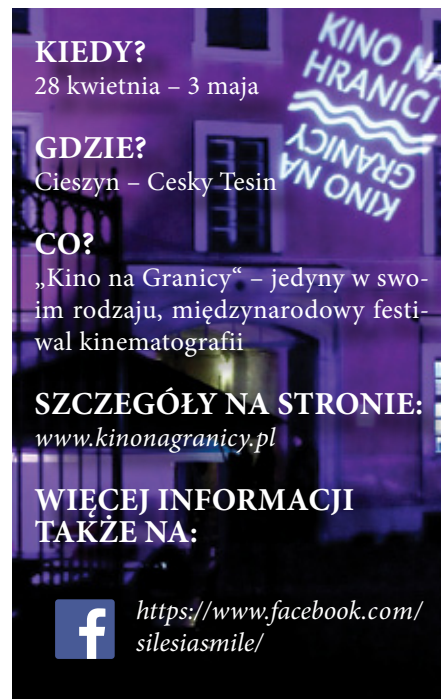 KINO NA
HRANICI
KINO NA
GRANICY
KIEDY?
28 kwietnia – 3 maja
GDZIE?
Cieszyn – Cesky Tesin
CO?
„Kino na Granicy“ – jedyny w swo-
im rodzaju, międzynarodowy festi-
wal kinematografii
SZCZEGÓŁY NA STRONIE:
www.kinonagranicy.pl
WIĘCEJ INFORMACJI
TAKŻE NA:
f
https://www.facebook.com/
silesiasmile/